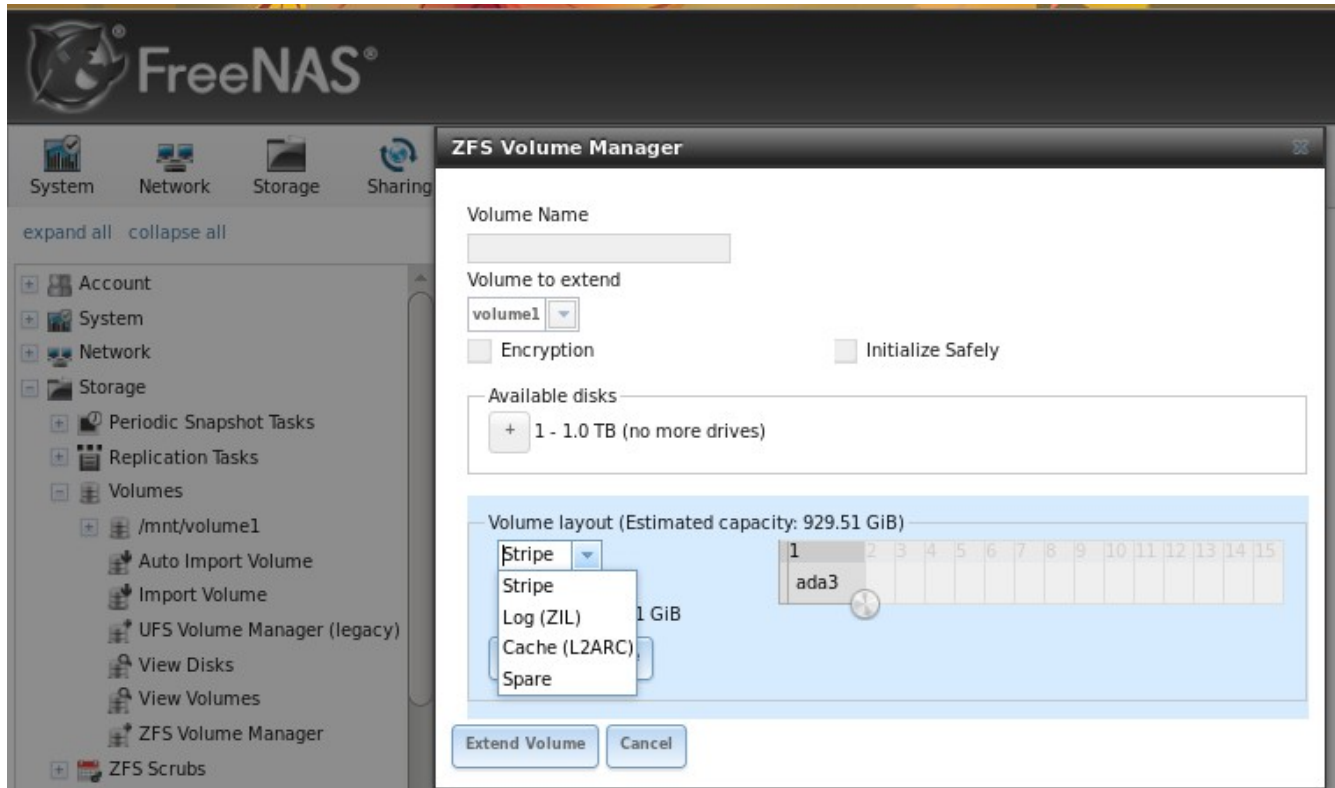 FreeNAS®
System
Network
Storage
Sharing
expand all collapse all
Account
System
Network
Storage
Periodic Snapshot Tasks
Replication Tasks
Volumes
/mnt/volume1
Auto Import Volume
Import Volume
UFS Volume Manager (legacy)
View Disks
View Volumes
ZFS Volume Manager
ZFS Scrubs
ZFS Volume Manager
Volume Name
Volume to extend
volume1
Encryption
Initialize Safely
Available disks
+ 1 - 1.0 TB (no more drives)
Volume layout (Estimated capacity: 929.51 GiB)
Stripe
Stripe
Log (ZIL)
Cache (L2ARC)
Spare
1 GiB
1 2 3 4 5 6 7 8 9 10 11 12 13 14 15
ada3
Extend Volume
Cancel